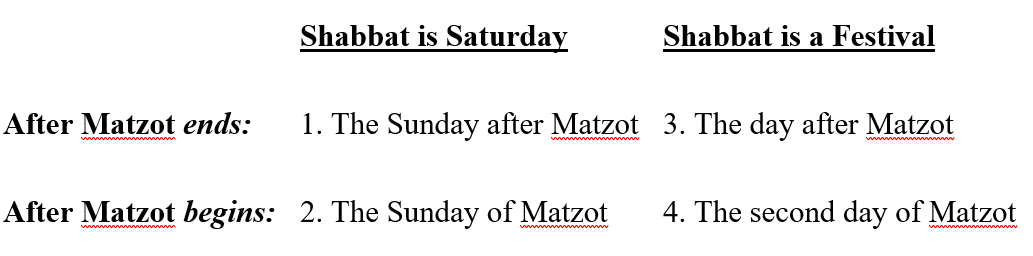 Shabbat is Saturday Shabbat is a Festival
After Matzot ends: 1. The Sunday after Matzot 3. The day after Matzot
After Matzot begins: 2. The Sunday of Matzot 4. The second day of Matzot